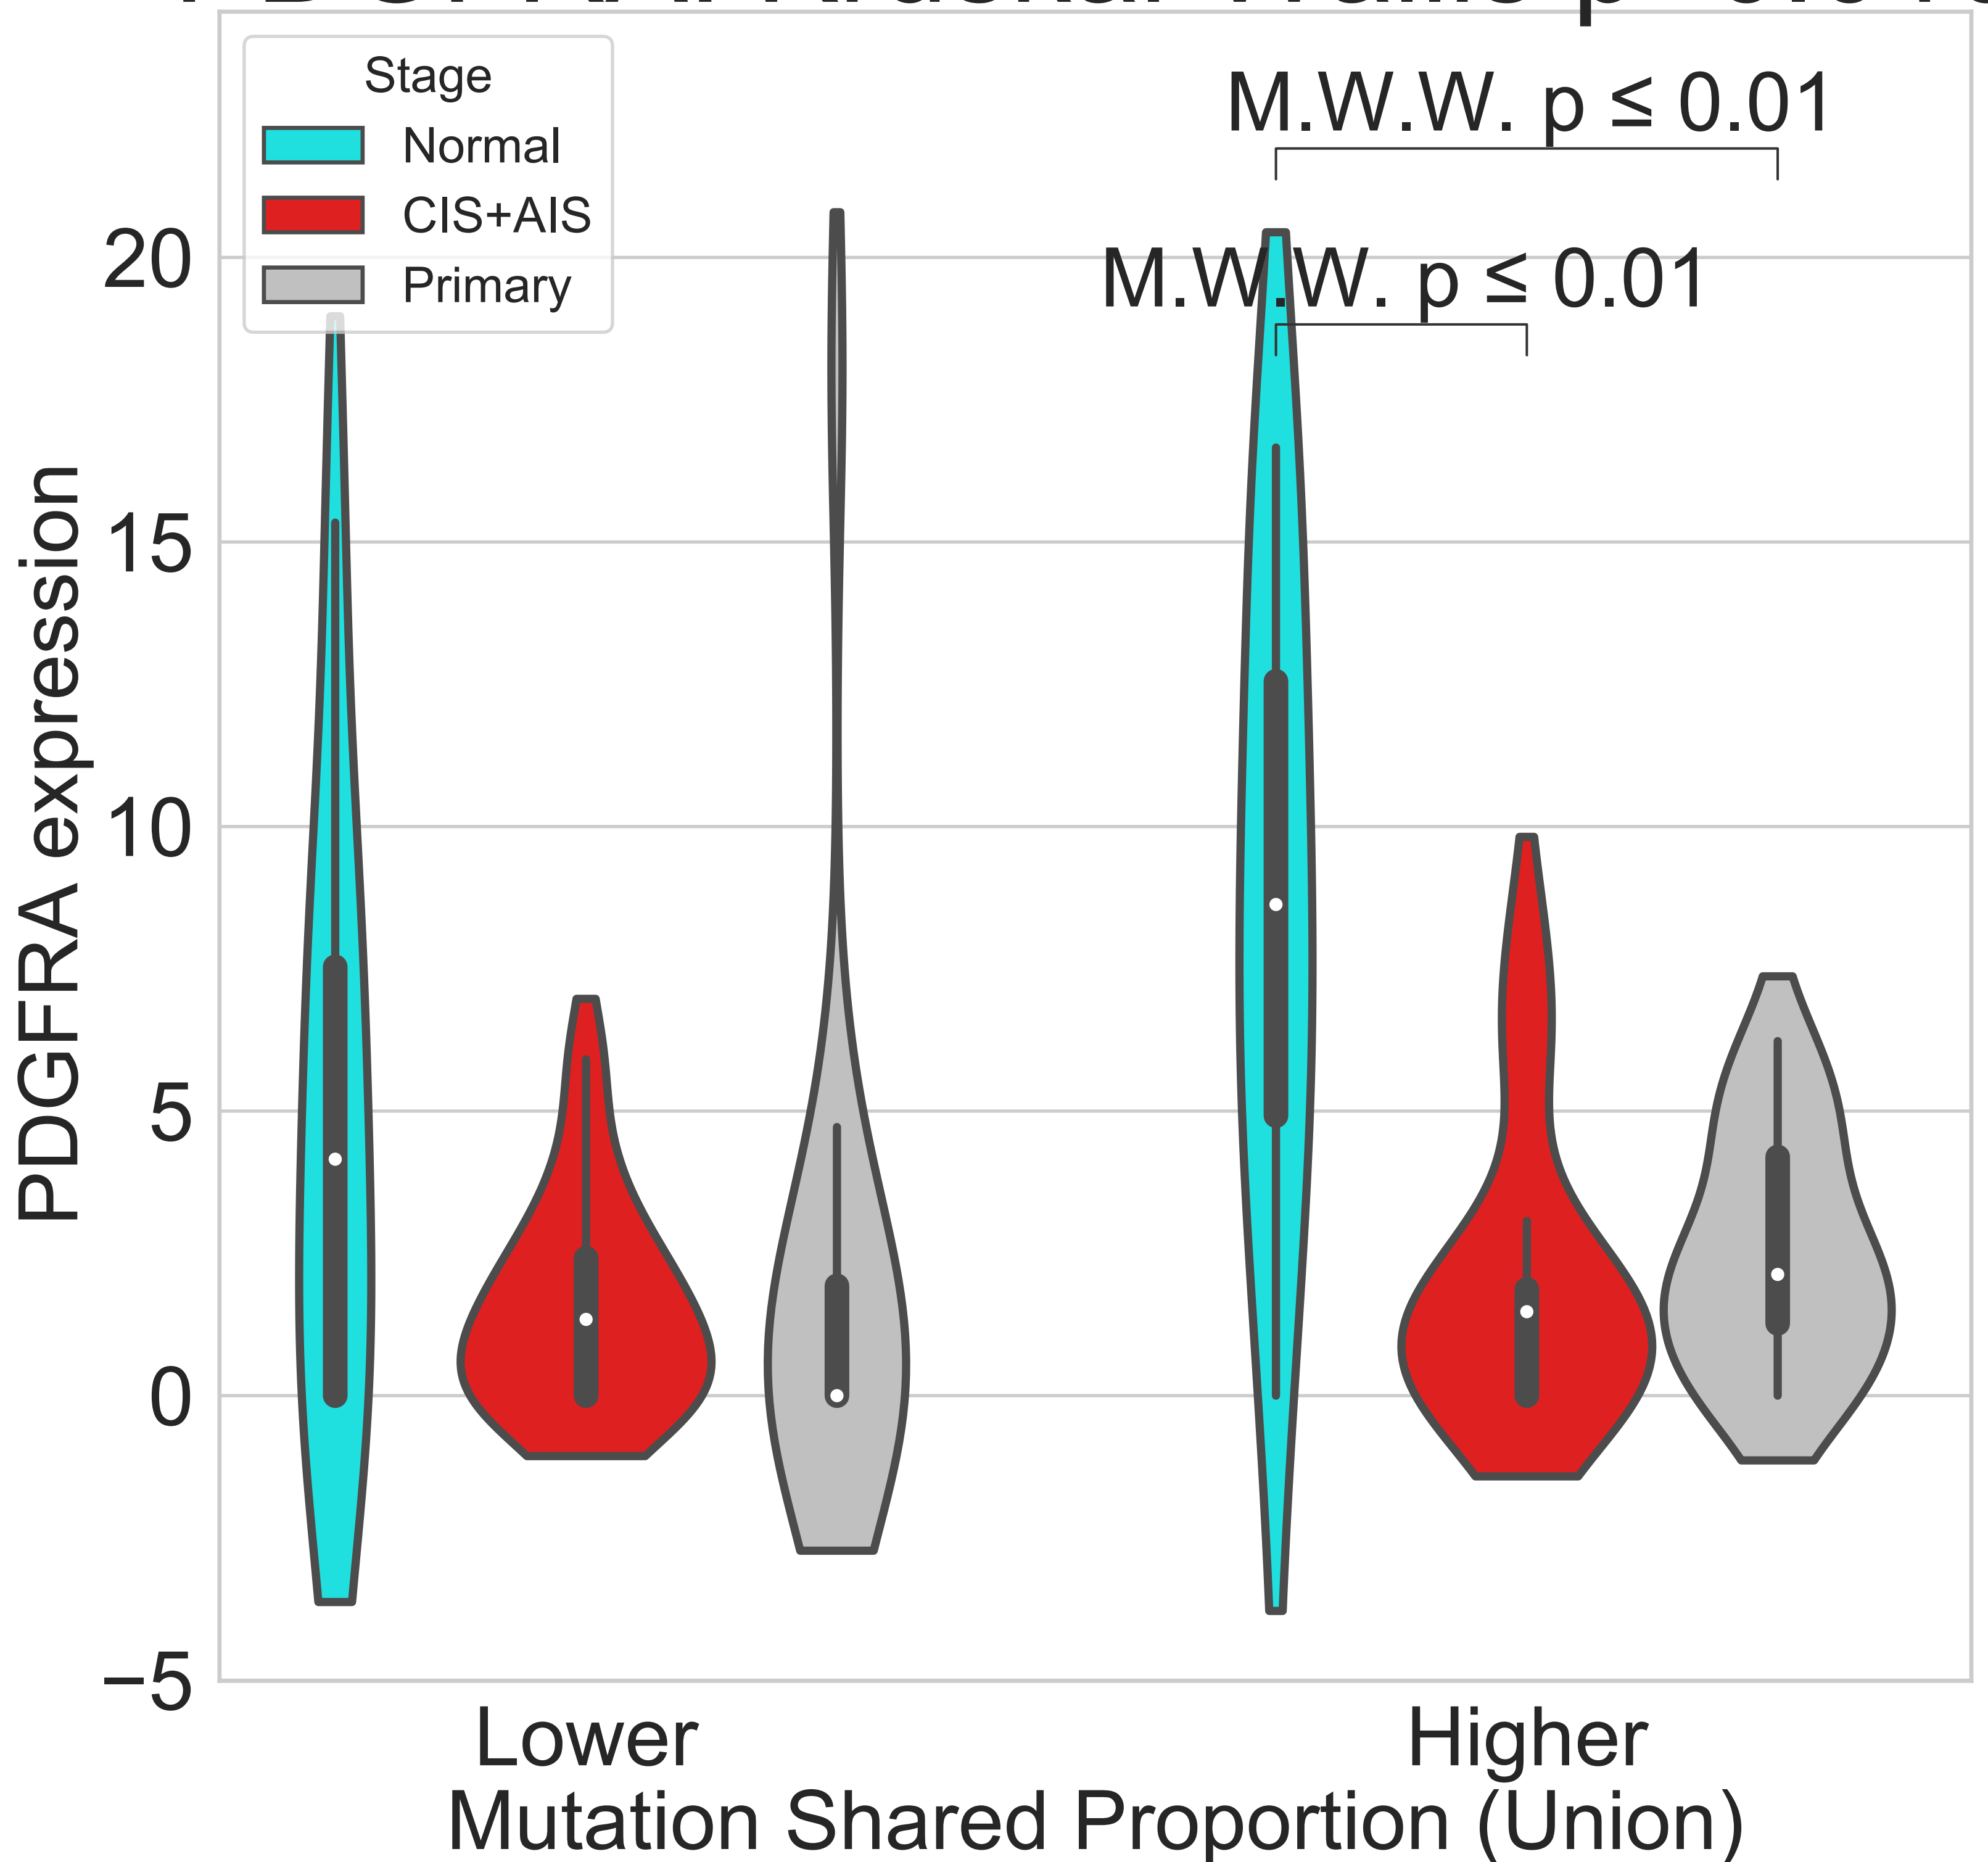 Stage
Normal
CIS+AIS
Primary
M.W.W. p ≤ 0.01
M.W.W. p ≤ 0.01
20
15
10
5
0
−5
PDGFRA expression
Lower
Higher
Mutation Shared Proportion (Union)